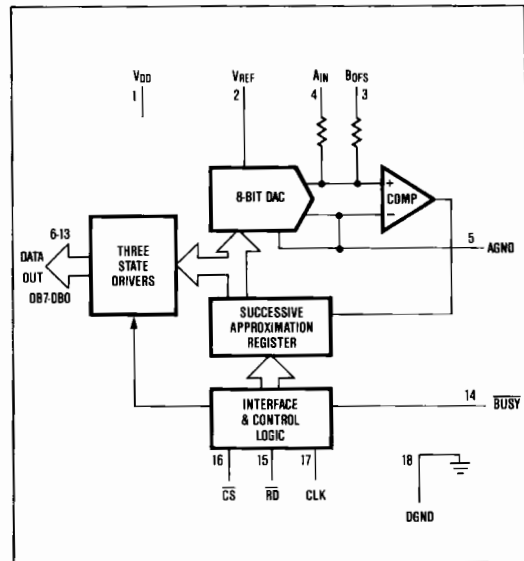 VDD
1
VREF
2
AIN
4
BOFS
3
8-BIT DAC
+
−
COMP
5
AGND
6-13
DATA
OUT
DB7-DB0
THREE
STATE
DRIVERS
SUCCESSIVE
APPROXIMATION
REGISTER
INTERFACE
& CONTROL
LOGIC
14
BUSY
16
15
17
CS
RD
CLK
18
DGND